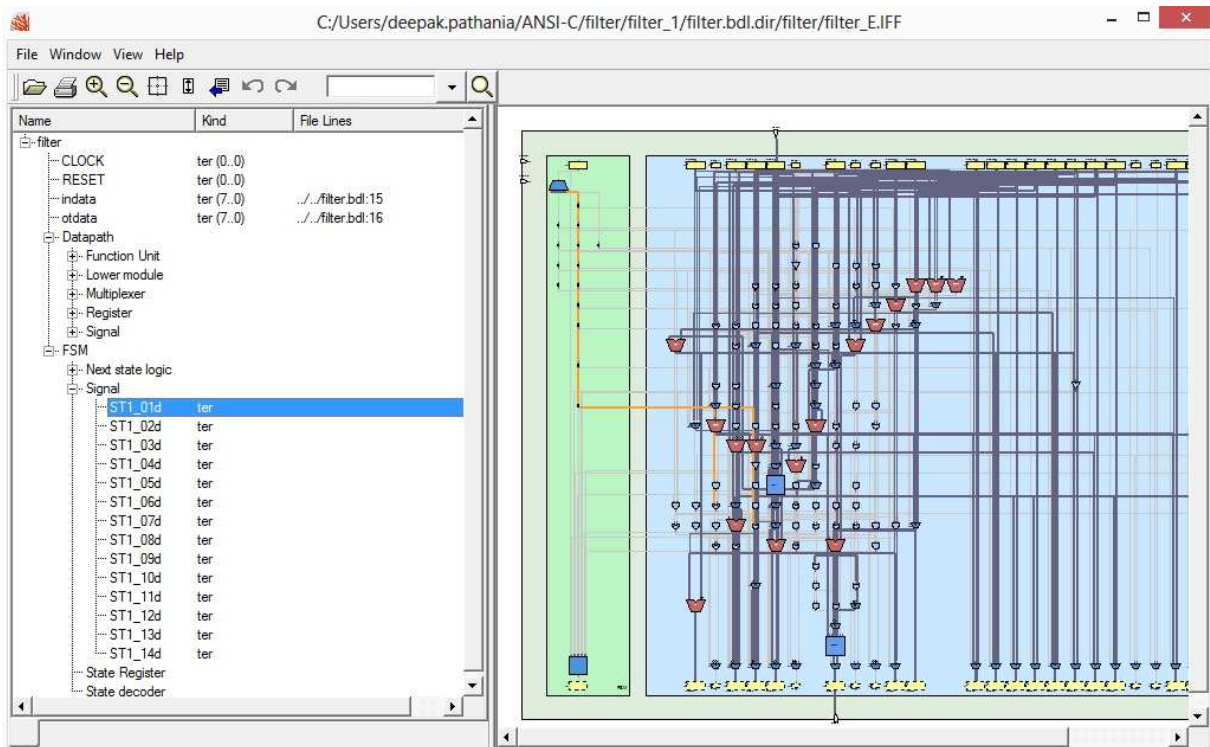 C:/Users/deepak.pathania/ANSI-C/filter/filter_1/filter.bdl.dir/filter/filter_E.IFF
File Window View Help
Name Kind File Lines
filter
CLOCK ter (0..0)
RESET ter (0..0)
indata ter (7..0) ../../filter.bdl:15
otdata ter (7..0) ../../filter.bdl:16
Datapath
Function Unit
Lower module
Multiplexer
Register
Signal
FSM
Next state logic
Signal
ST1_01d ter
ST1_02d ter
ST1_03d ter
ST1_04d ter
ST1_05d ter
ST1_06d ter
ST1_07d ter
ST1_08d ter
ST1_09d ter
ST1_10d ter
ST1_11d ter
ST1_12d ter
ST1_13d ter
ST1_14d ter
State Register
State decoder